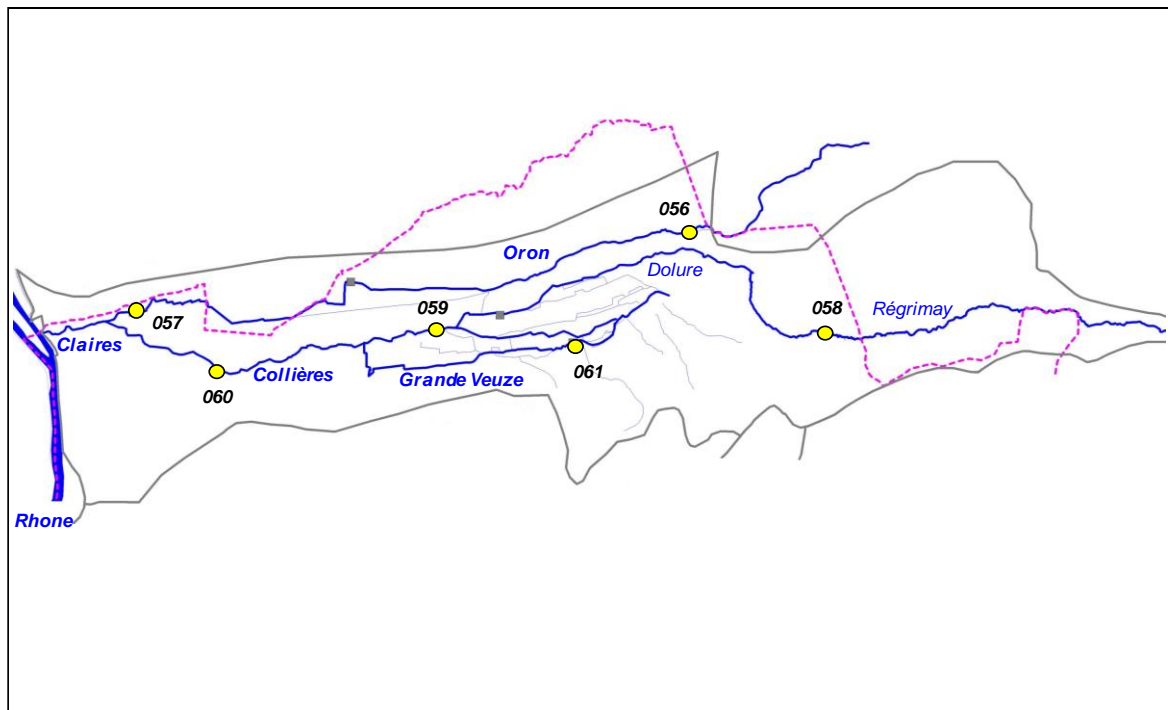 056
Oron
Dolure
059
058
057
Régrimay
Claires
Collières
Grande Veuze
061
060
Rhone